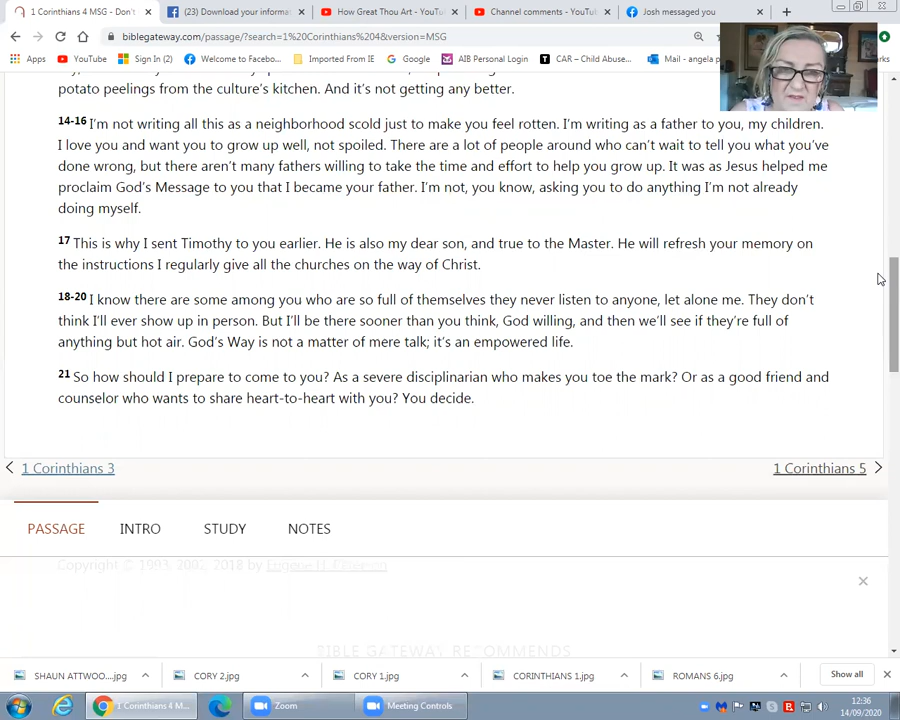 1 Corinthians 4 MSG - Don't
(23) Download your informa
How Great Thou Art - YouTu
Channel comments - YouTub
Josh messaged you
biblegateway.com/passage/?search=1%20Corinthians%204&version=MSG
Apps YouTube Sign In (2) Welcome to Facebo... Imported From IE Google AIB Personal Login CAR – Child Abuse... Mail - angela p
potato peelings from the culture's kitchen. And it's not getting any better.
14-16 I'm not writing all this as a neighborhood scold just to make you feel rotten. I'm writing as a father to you, my children.
I love you and want you to grow up well, not spoiled. There are a lot of people around who can't wait to tell you what you've
done wrong, but there aren't many fathers willing to take the time and effort to help you grow up. It was as Jesus helped me
proclaim God's Message to you that I became your father. I'm not, you know, asking you to do anything I'm not already
doing myself.
17 This is why I sent Timothy to you earlier. He is also my dear son, and true to the Master. He will refresh your memory on
the instructions I regularly give all the churches on the way of Christ.
18-20 I know there are some among you who are so full of themselves they never listen to anyone, let alone me. They don't
think I'll ever show up in person. But I'll be there sooner than you think, God willing, and then we'll see if they're full of
anything but hot air. God's Way is not a matter of mere talk; it's an empowered life.
21 So how should I prepare to come to you? As a severe disciplinarian who makes you toe the mark? Or as a good friend and
counselor who wants to share heart-to-heart with you? You decide.
1 Corinthians 3
1 Corinthians 5
PASSAGE INTRO STUDY NOTES
Copyright © 1993, 2002, 2018 by Eugene H. Peterson
BIBLE GATEWAY RECOMMENDS
SHAUN ATTWOO....jpg CORY 2.jpg CORY 1.jpg CORINTHIANS 1.jpg ROMANS 6.jpg Show all
1 Corinthians 4 M... Zoom Meeting Controls
12:36
14/09/2020